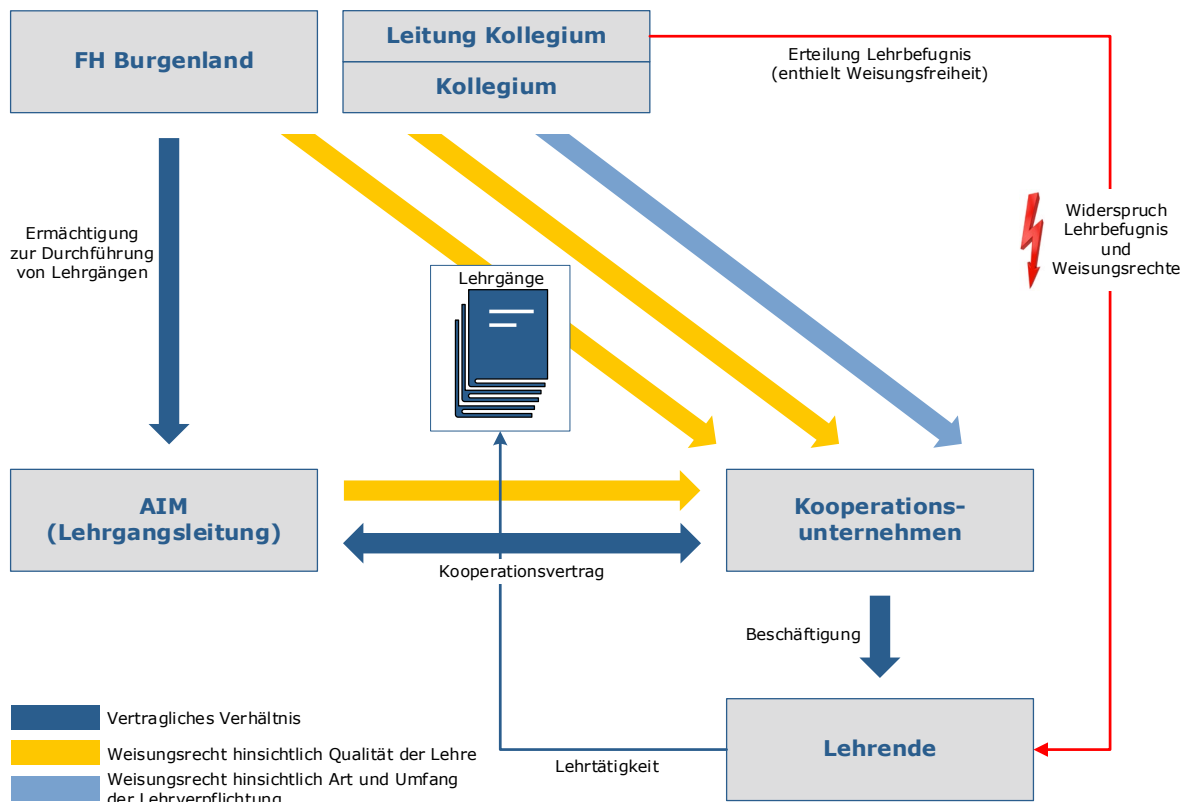 FH Burgenland
Leitung Kollegium
Kollegium
Erteilung Lehrbefugnis
(enthielt Weisungsfreiheit)
Ermächtigung
zur Durchführung
von Lehrgängen
Widerspruch
Lehrbefugnis
und
Weisungsrechte
Lehrgänge
AIM
(Lehrgangsleitung)
Kooperations-
unternehmen
Kooperationsvertrag
Beschäftigung
Lehrende
Lehrtätigkeit
Vertragliches Verhältnis
Weisungsrecht hinsichtlich Qualität der Lehre
Weisungsrecht hinsichtlich Art und Umfang
der Lehrverpflichtung